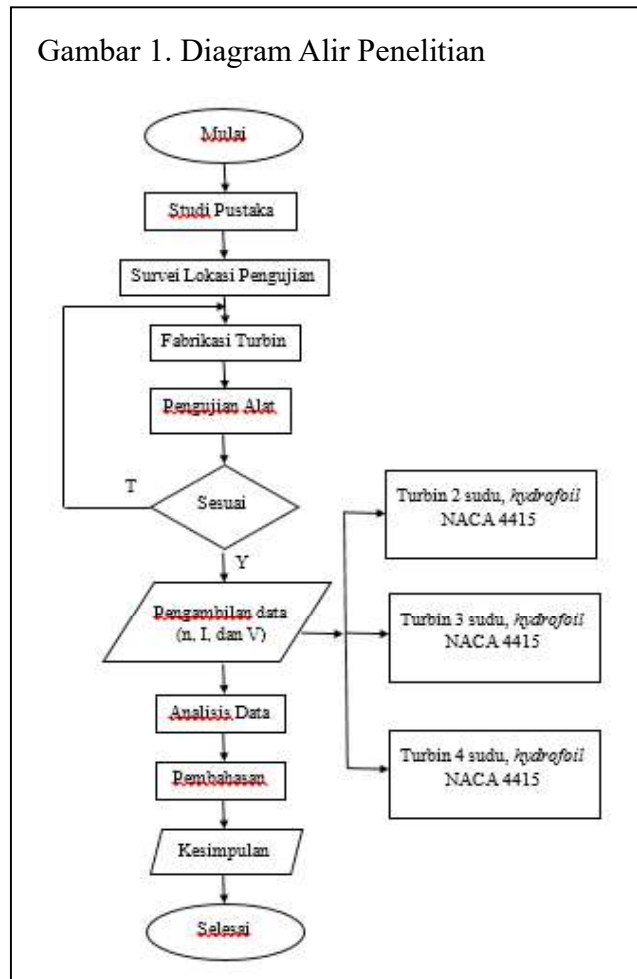 Gambar 1. Diagram Alir Penelitian
Mulai
Studi Pustaka
Survei Lokasi Pengujian
Fabrikasi Turbin
Pengujian Alat
T
Sesuai
Y
Pengambilan data
(n, I, dan V)
Turbin 2 sudu, hydrofoil
NACA 4415
Turbin 3 sudu, hydrofoil
NACA 4415
Turbin 4 sudu, hydrofoil
NACA 4415
Analisis Data
Pembahasan
Kesimpulan
Selesai